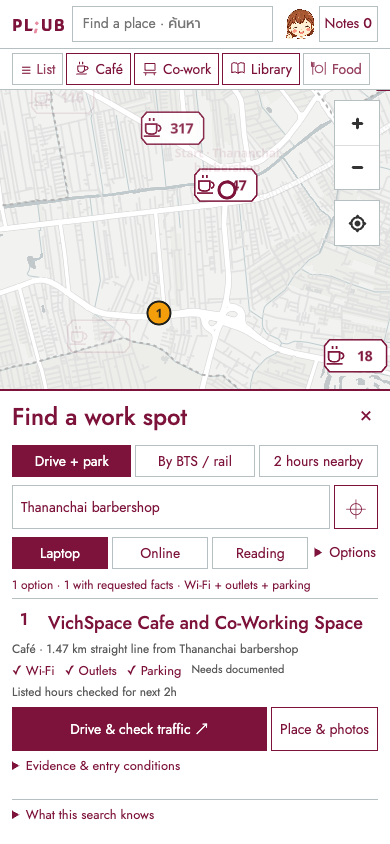 PL;UB Find a place · ค้นหา Notes 0
≡ List Café Co-work Library Food
317
Start · Thananchai
18
1
Find a work spot ×
Drive + park By BTS / rail 2 hours nearby
Thananchai barbershop
Laptop Online Reading ▶ Options
1 option · 1 with requested facts · Wi-Fi + outlets + parking
1 VichSpace Cafe and Co-Working Space
Café · 1.47 km straight line from Thananchai barbershop
✓ Wi-Fi ✓ Outlets ✓ Parking Needs documented
Listed hours checked for next 2h
Drive & check traffic ↗ Place & photos
▶ Evidence & entry conditions
▶ What this search knows